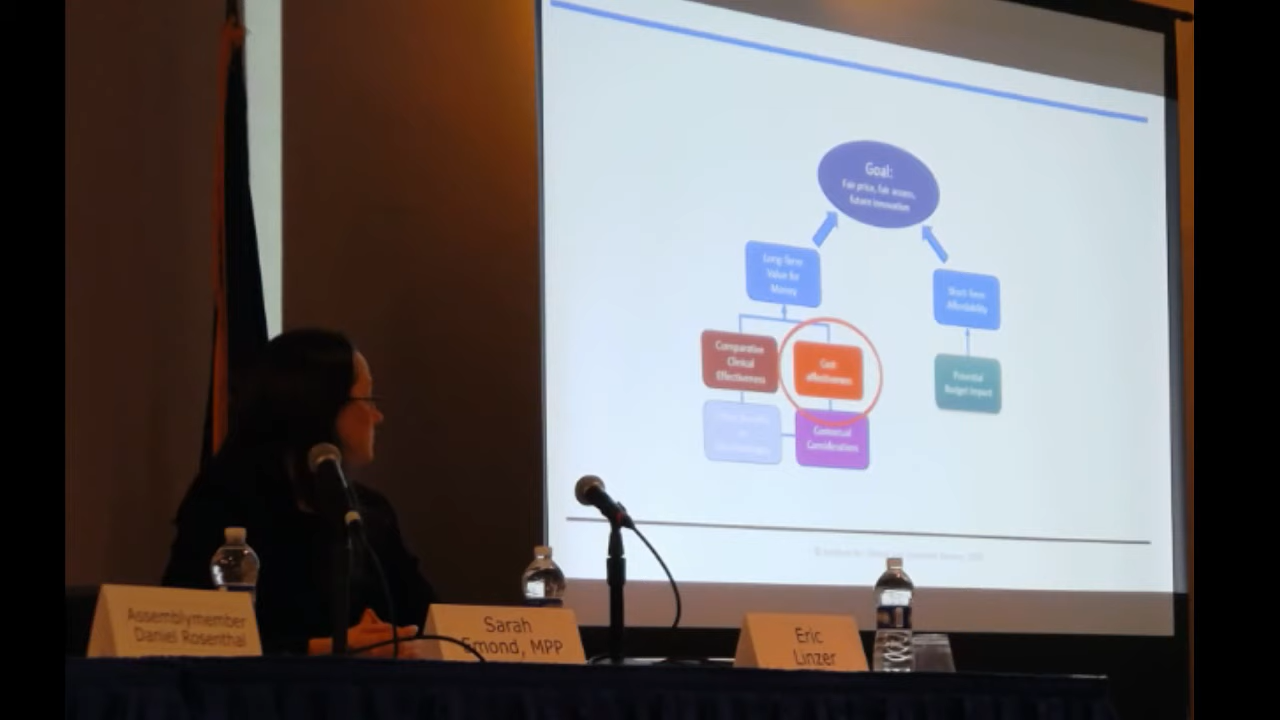 Goal:
Fair price, fair access,
future innovation
Long-Term
Value for
Money
Short-Term
Affordability
Comparative
Clinical
Effectiveness
Cost-
effectiveness
Potential
Budget Impact
Contextual
Considerations
Assemblymember
Daniel Rosenthal
Sarah
Emond, MPP
Eric
Linzer